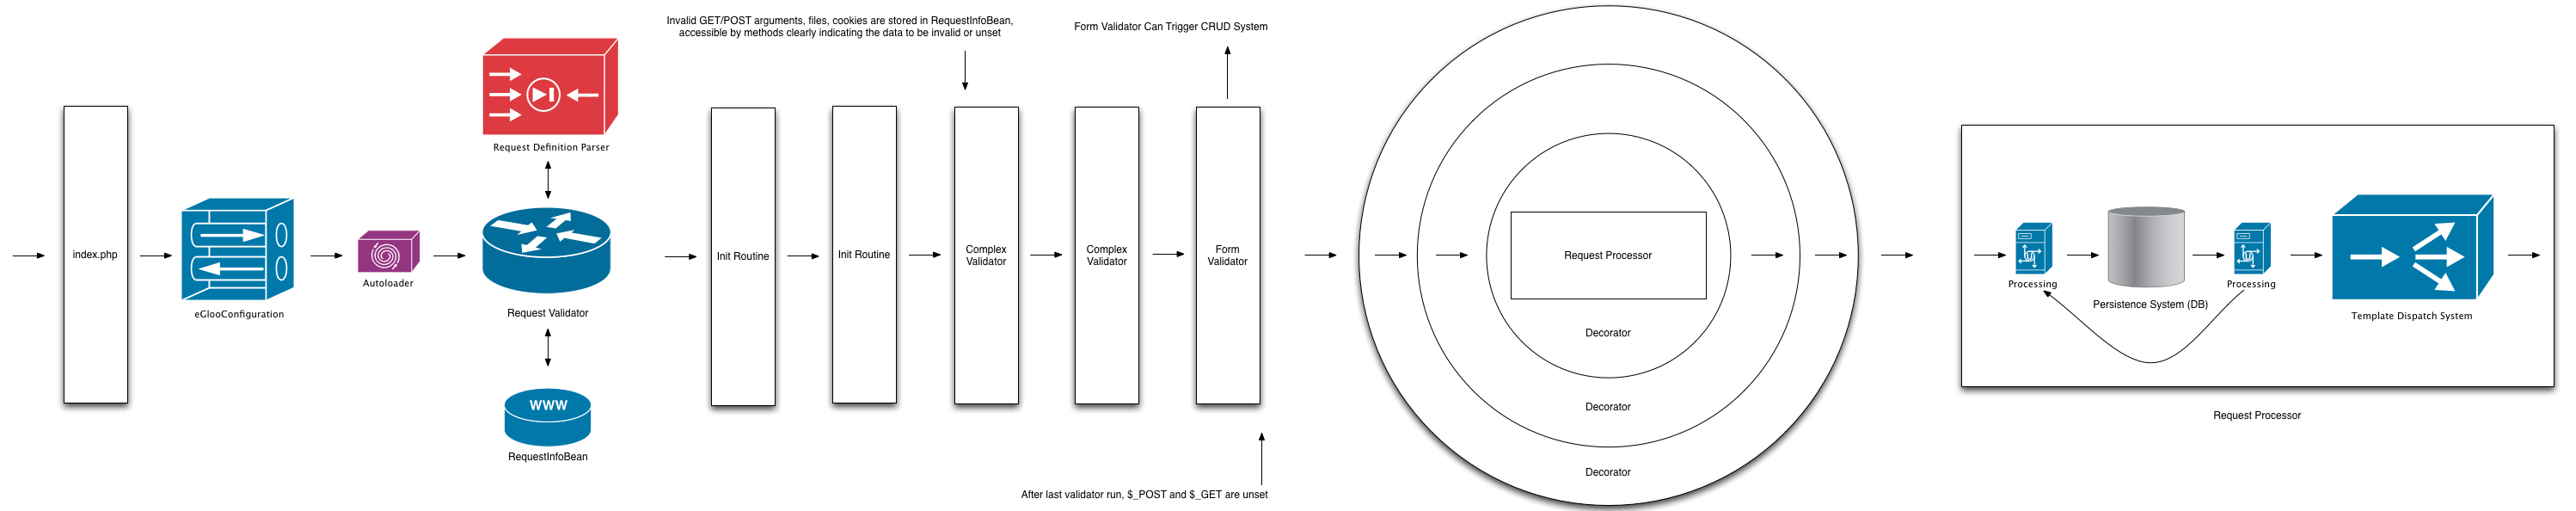 index.php
eGlooConfiguration
Autoloader
Request Definition Parser
Request Validator
WWW
RequestInfoBean
Invalid GET/POST arguments, files, cookies are stored in RequestInfoBean,
accessible by methods clearly indicating the data to be invalid or unset
Form Validator Can Trigger CRUD System
Init Routine
Init Routine
Complex
Validator
Complex
Validator
Form
Validator
After last validator run, $_POST and $_GET are unset
Request Processor
Decorator
Decorator
Decorator
Processing
Persistence System (DB)
Processing
Template Dispatch System
Request Processor